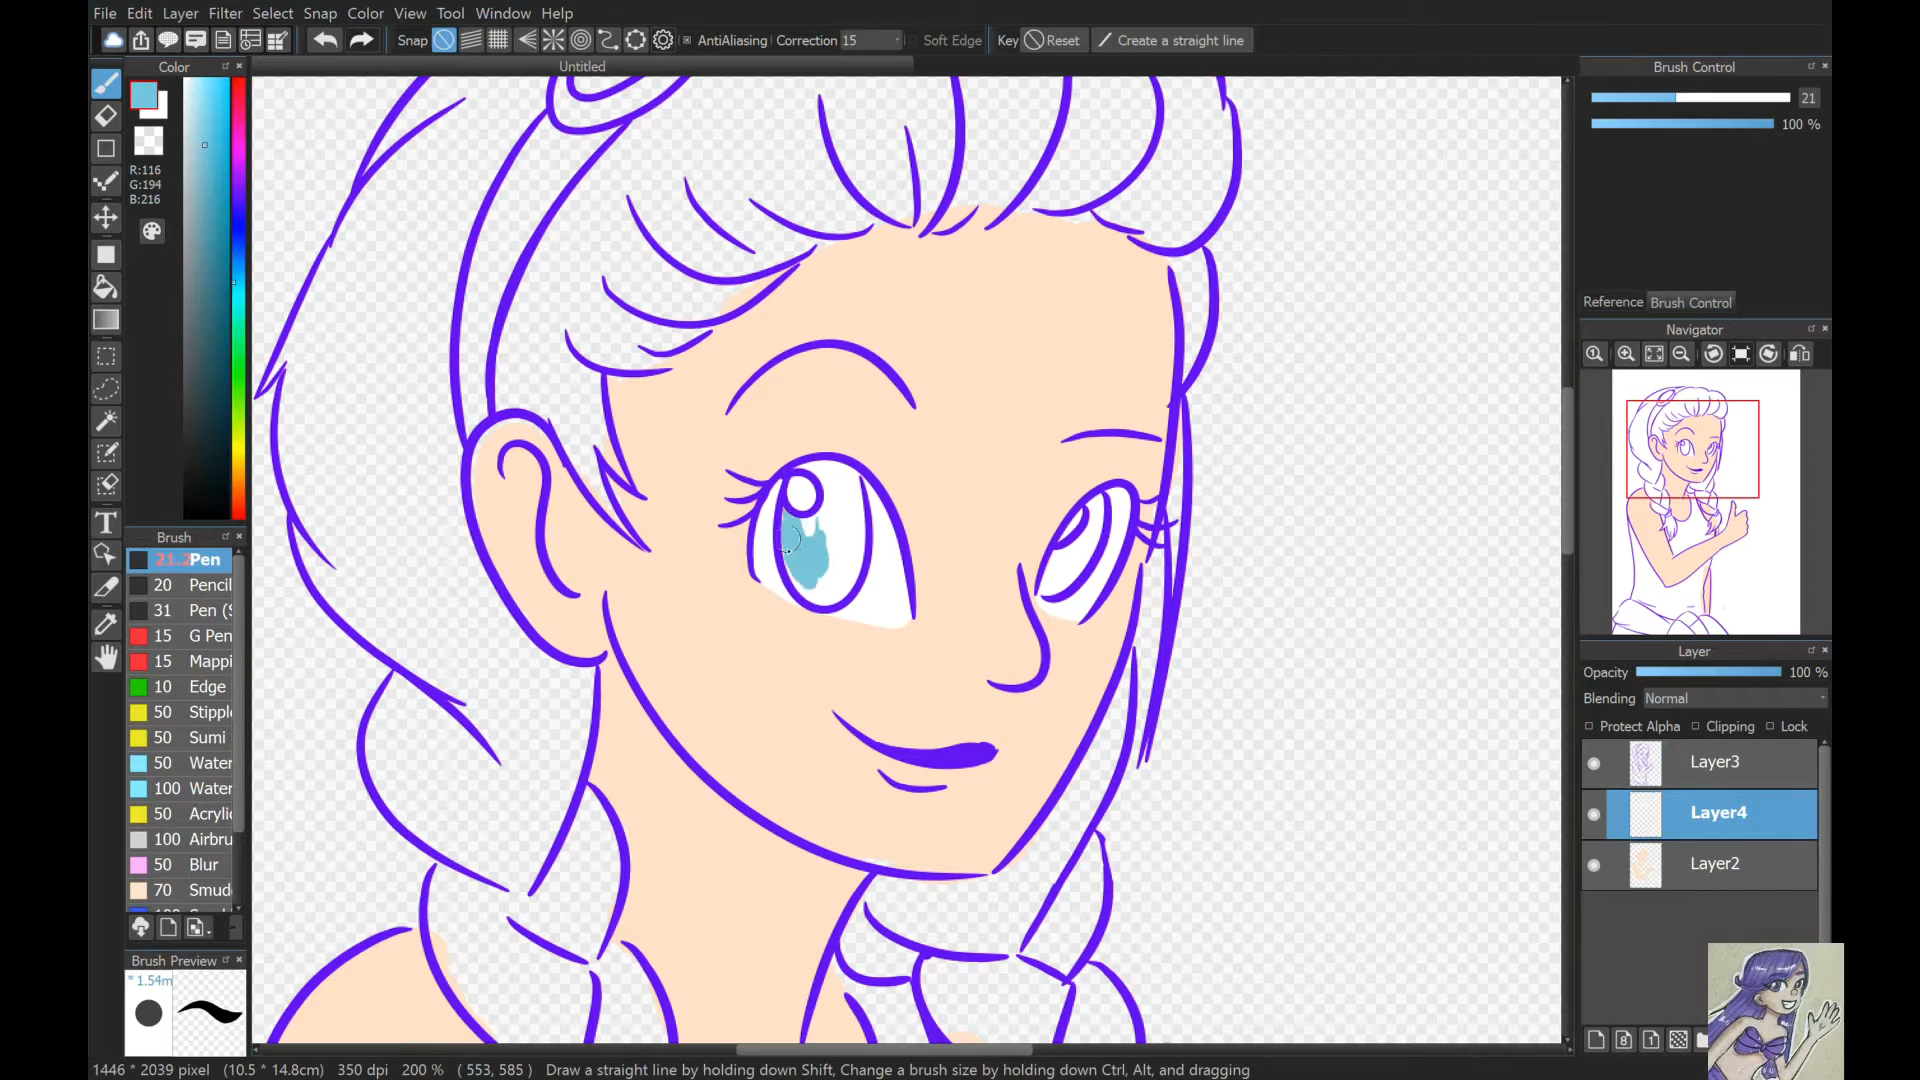 File Edit Layer Filter Select Snap Color View Tool Window Help
Snap AntiAliasing Correction 15 Soft Edge Key Reset Create a straight line
Color
Untitled
Brush Control
21
100 %
R:116
G:194
B:216
Reference Brush Control
Navigator
Brush
Pen
20 Pencil
31 Pen (S
15 G Pen
15 Mappi
10 Edge
50 Stippl
50 Sumi
50 Water
100 Water
50 Acrylic
100 Airbru
50 Blur
70 Smud
Brush Preview
* 1.54m
Layer
Opacity 100 %
Blending Normal
Protect Alpha Clipping Lock
Layer3
Layer4
Layer2
1446 * 2039 pixel (10.5 * 14.8cm) 350 dpi 200 % ( 553, 585 ) Draw a straight line by holding down Shift, Change a brush size by holding down Ctrl, Alt, and dragging